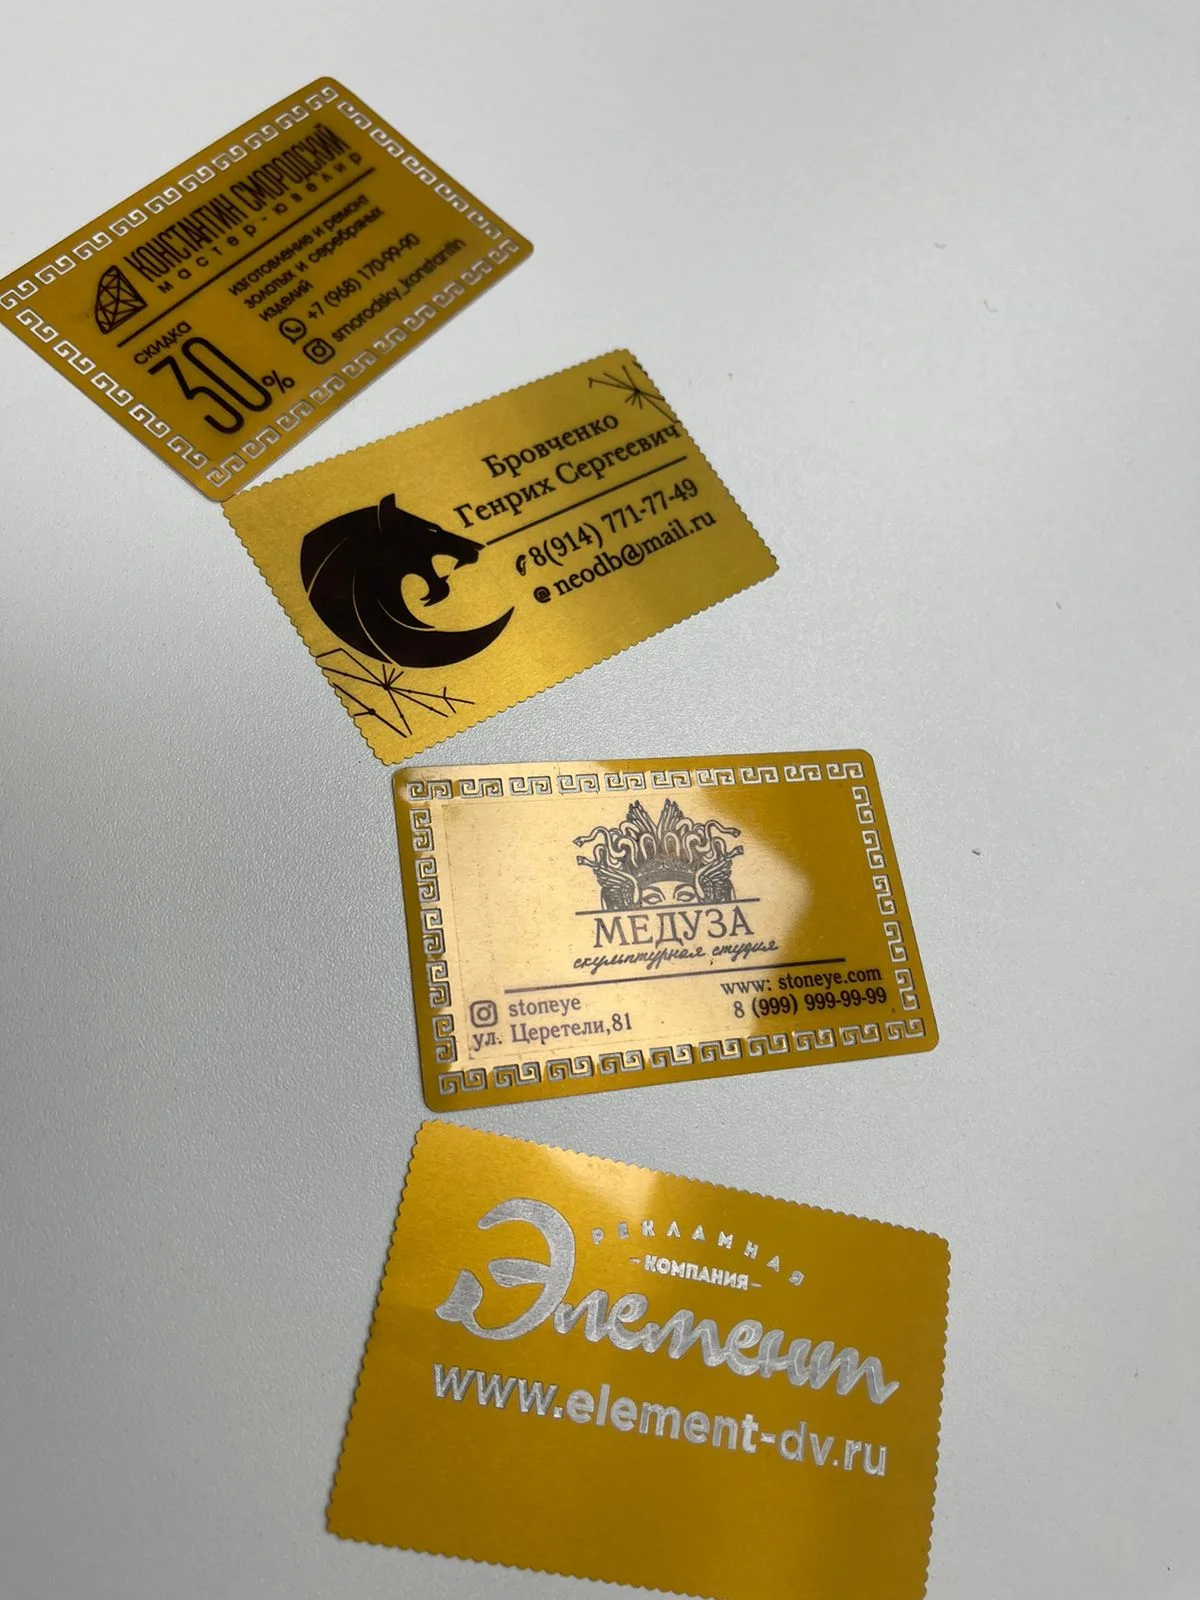 КОНСТАНТИН СМОРОДСКИЙ
мастер-ювелир
изготовление и ремонт
золотых и серебряных
изделий
+7 (968) 170-99-90
smorodsky_konstantin
скидка
30%
Бровченко
Генрих Сергеевич
8(914) 771-77-49
@ neodb@mail.ru
МЕДУЗА
скульптурная студия
stoneye
ул. Церетели,81
www: stoneye.com
8 (999) 999-99-99
РЕКЛАМНАЯ
-КОМПАНИЯ-
Элемент
www.element-dv.ru